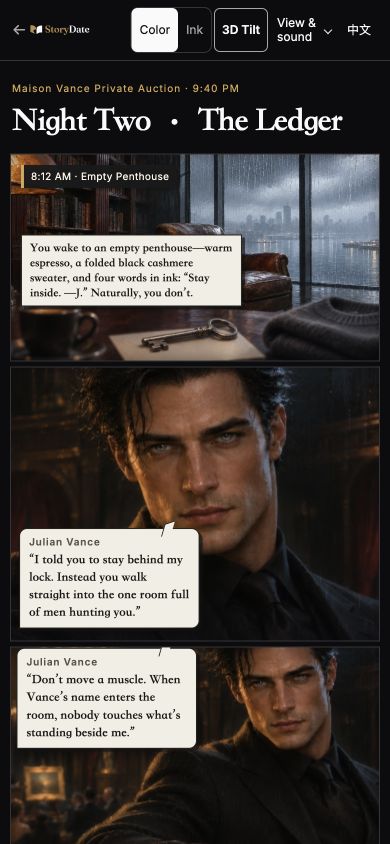 StoryDate
Color
Ink
3D Tilt
View &
sound
中文
Maison Vance Private Auction · 9:40 PM
Night Two • The Ledger
8:12 AM · Empty Penthouse
You wake to an empty penthouse—warm
espresso, a folded black cashmere
sweater, and four words in ink: “Stay
inside. —J.” Naturally, you don’t.
Julian Vance
“I told you to stay behind my
lock. Instead you walk
straight into the one room full
of men hunting you.”
Julian Vance
“Don’t move a muscle. When
Vance’s name enters the
room, nobody touches what’s
standing beside me.”